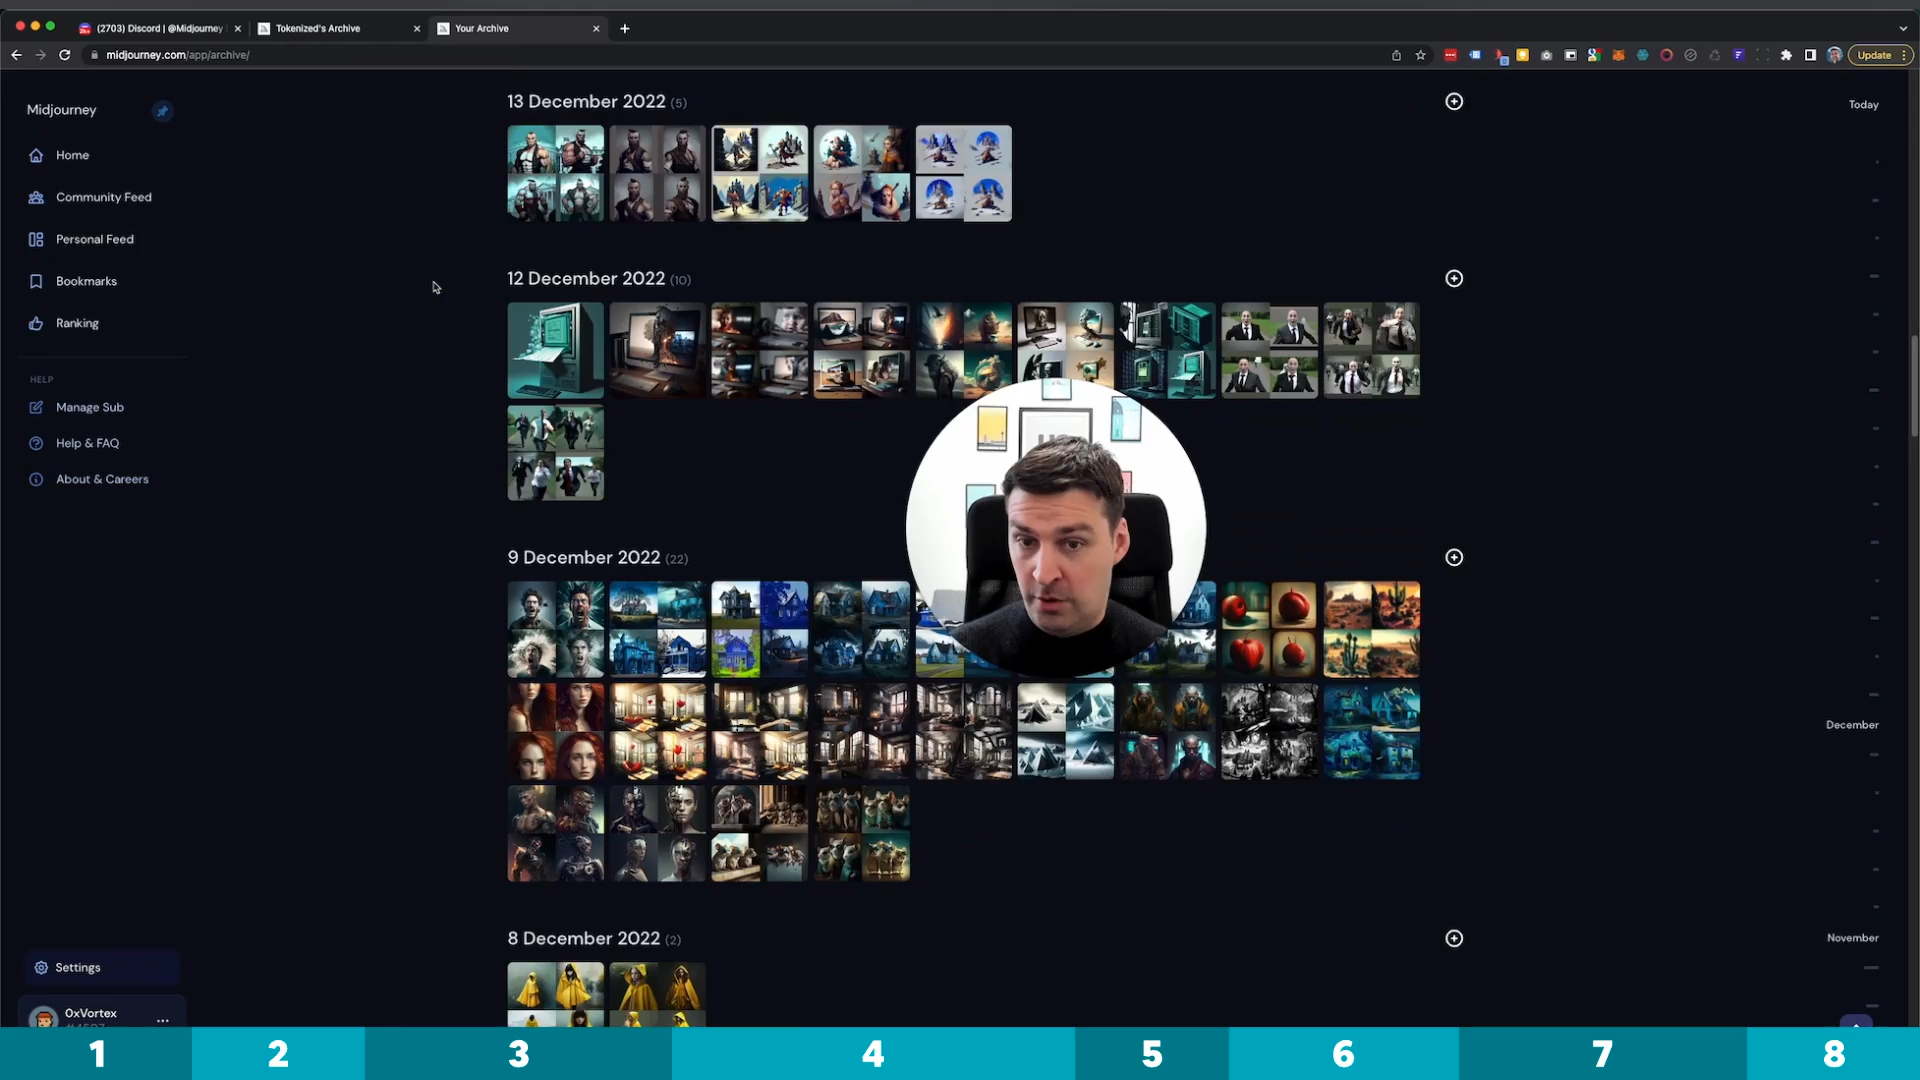 (2703) Discord | @Midjourney
Tokenized's Archive
Your Archive
midjourney.com/app/archive/
Update
Midjourney
Home
Community Feed
Personal Feed
Bookmarks
Ranking
HELP
Manage Sub
Help & FAQ
About & Careers
Settings
0xVortex
13 December 2022 (5)
12 December 2022 (10)
9 December 2022 (22)
8 December 2022 (2)
Today
December
November
1 2 3 4 5 6 7 8